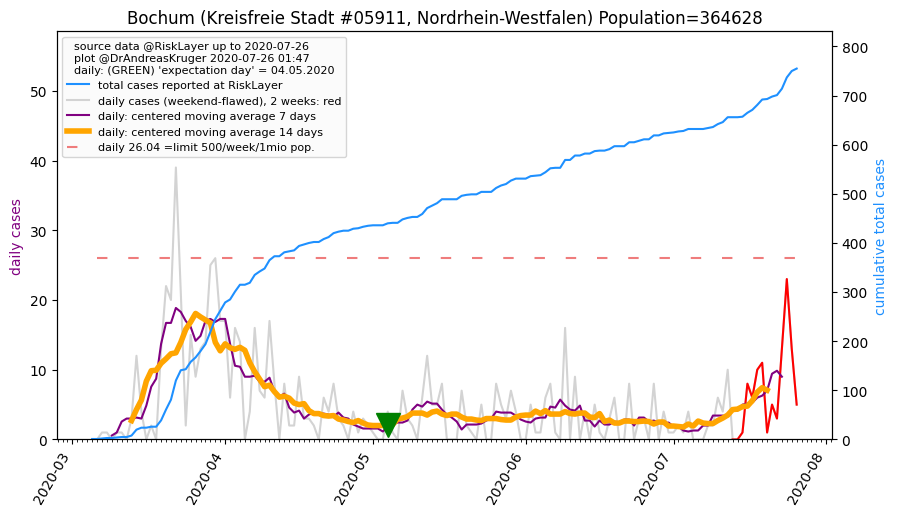 Bochum (Kreisfreie Stadt #05911, Nordrhein-Westfalen) Population=364628
source data @RiskLayer up to 2020-07-26
plot @DrAndreasKruger 2020-07-26 01:47
daily: (GREEN) 'expectation day' = 04.05.2020
total cases reported at RiskLayer
daily cases (weekend-flawed), 2 weeks: red
daily: centered moving average 7 days
daily: centered moving average 14 days
daily 26.04 =limit 500/week/1mio pop.
daily cases
50
40
30
20
10
0
cumulative total cases
800
700
600
500
400
300
200
100
0
2020-03
2020-04
2020-05
2020-06
2020-07
2020-08